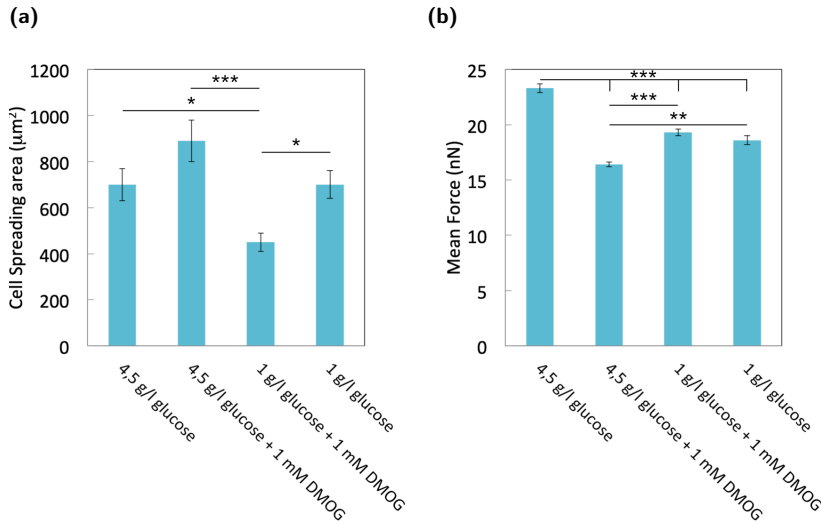 (a)
Cell Spreading area (μm²)
1200
1000
800
600
400
200
0
***
*
*
4,5 g/l glucose
4,5 g/l glucose + 1 mM DMOG
1 g/l glucose + 1 mM DMOG
1 g/l glucose
(b)
Mean Force (nN)
25
20
15
10
5
0
***
***
**
4,5 g/l glucose
4,5 g/l glucose + 1 mM DMOG
1 g/l glucose + 1 mM DMOG
1 g/l glucose